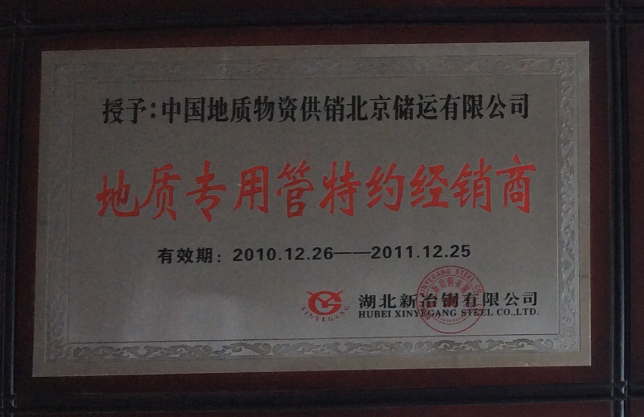 授予:中国地质物资供销北京储运有限公司
地质专用管特约经销商
有效期: 2010.12.26——2011.12.25
XINYEGANG
湖北新冶钢有限公司
HUBEI XINYEGANG STEEL CO.,LTD.